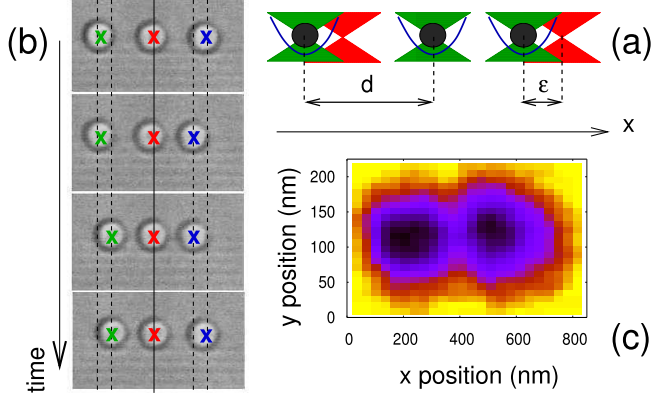 (b)
X X X
X X X
X X X
X X X
time
(a)
d
ε
x
200
150
100
50
0
y position (nm)
0 200 400 600 800
x position (nm)
(c)